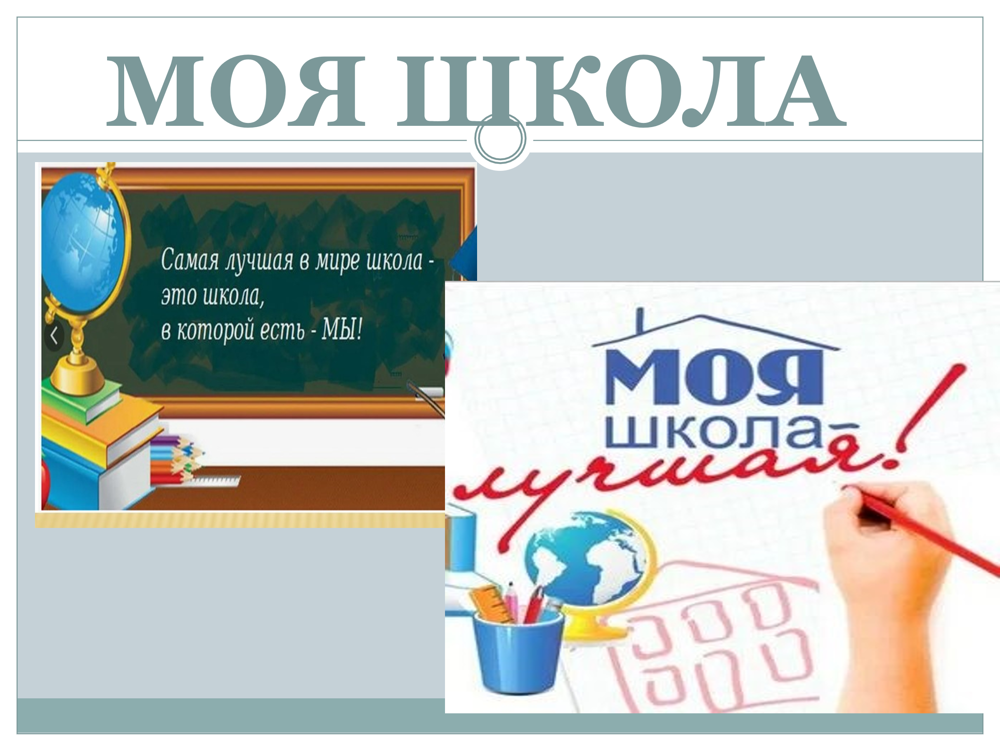 МОЯ ШКОЛА
Самая лучшая в мире школа -
это школа,
в которой есть - МЫ!
МОЯ
школа-
лучшая!